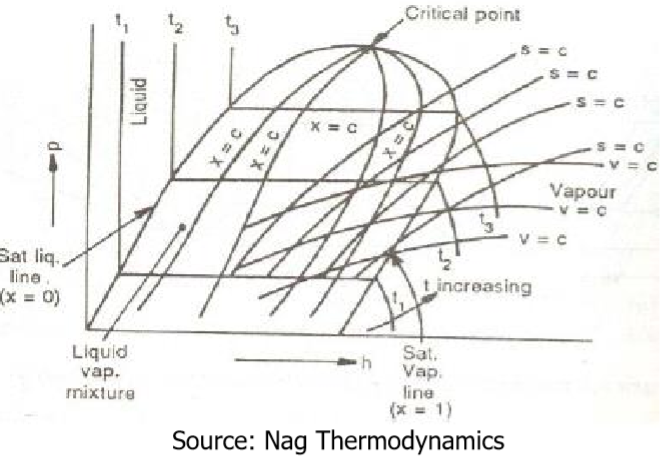 t1
t2
t3
Critical point
Liquid
p
s = c
s = c
s = c
s = c
x = c
x = c
x = c
x = c
v = c
Vapour
v = c
v = c
t3
t2
t1
t increasing
Sat liq.
line
(x = 0)
Liquid
vap.
mixture
h
Sat.
Vap.
line
(x = 1)
Source: Nag Thermodynamics